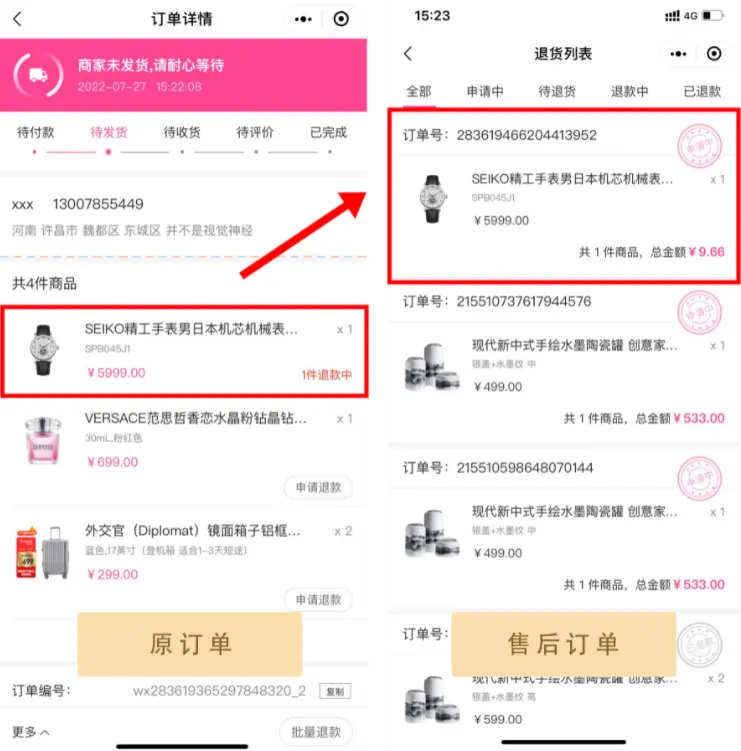 订单详情
商家未发货,请耐心等待
2022-07-27 15:22:08
待付款 待发货 待收货 待评价 已完成
xxx 13007855449
河南 许昌市 魏都区 东城区 并不是视觉神经
共4件商品
SEIKO精工手表男日本机芯机械表... x 1
SPB045J1
￥5999.00 1件退款中
VERSACE范思哲香恋水晶粉钻晶钻... x 1
30mL,粉红色
￥699.00
申请退款
外交官（Diplomat）镜面箱子铝框... x 2
蓝色,17英寸（登机箱 适合1-3天短途）
￥299.00
申请退款
原订单
订单编号： wx283619365297848320_2 复制
更多 批量退款
15:23 4G
退货列表
全部 申请中 待退货 退款中 已退款
订单号： 283619466204413952
申请中
SEIKO精工手表男日本机芯机械表... x 1
SPB045J1
￥5999.00
共 1 件商品，总金额￥9.66
订单号： 215510737617944576
申请中
现代新中式手绘水墨陶瓷罐 创意家... x 1
银盖+水墨纹 中
￥499.00
共 1 件商品，总金额￥533.00
订单号： 215510598648070144
申请中
现代新中式手绘水墨陶瓷罐 创意家... x 1
银盖+水墨纹 中
￥499.00
共 1 件商品，总金额￥533.00
订单号：
已退款
售后订单
现代新中式手绘水墨陶瓷罐 创意家... x 2
银盖+水墨纹 高
￥599.00